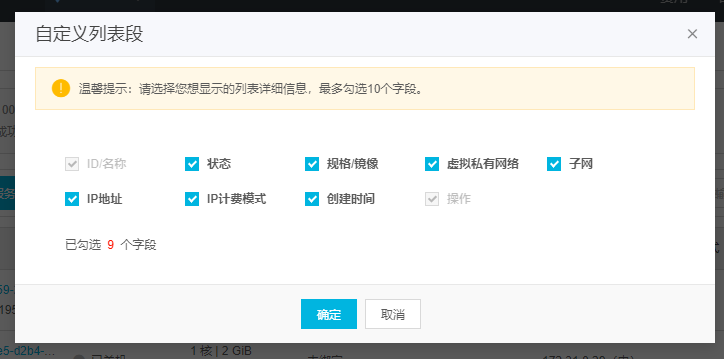 自定义列表段
温馨提示：请选择您想显示的列表详细信息，最多勾选10个字段。
ID/名称 状态 规格/镜像 虚拟私有网络 子网
IP地址 IP计费模式 创建时间 操作
已勾选 9 个字段
确定 取消
1 核 | 2 GiB